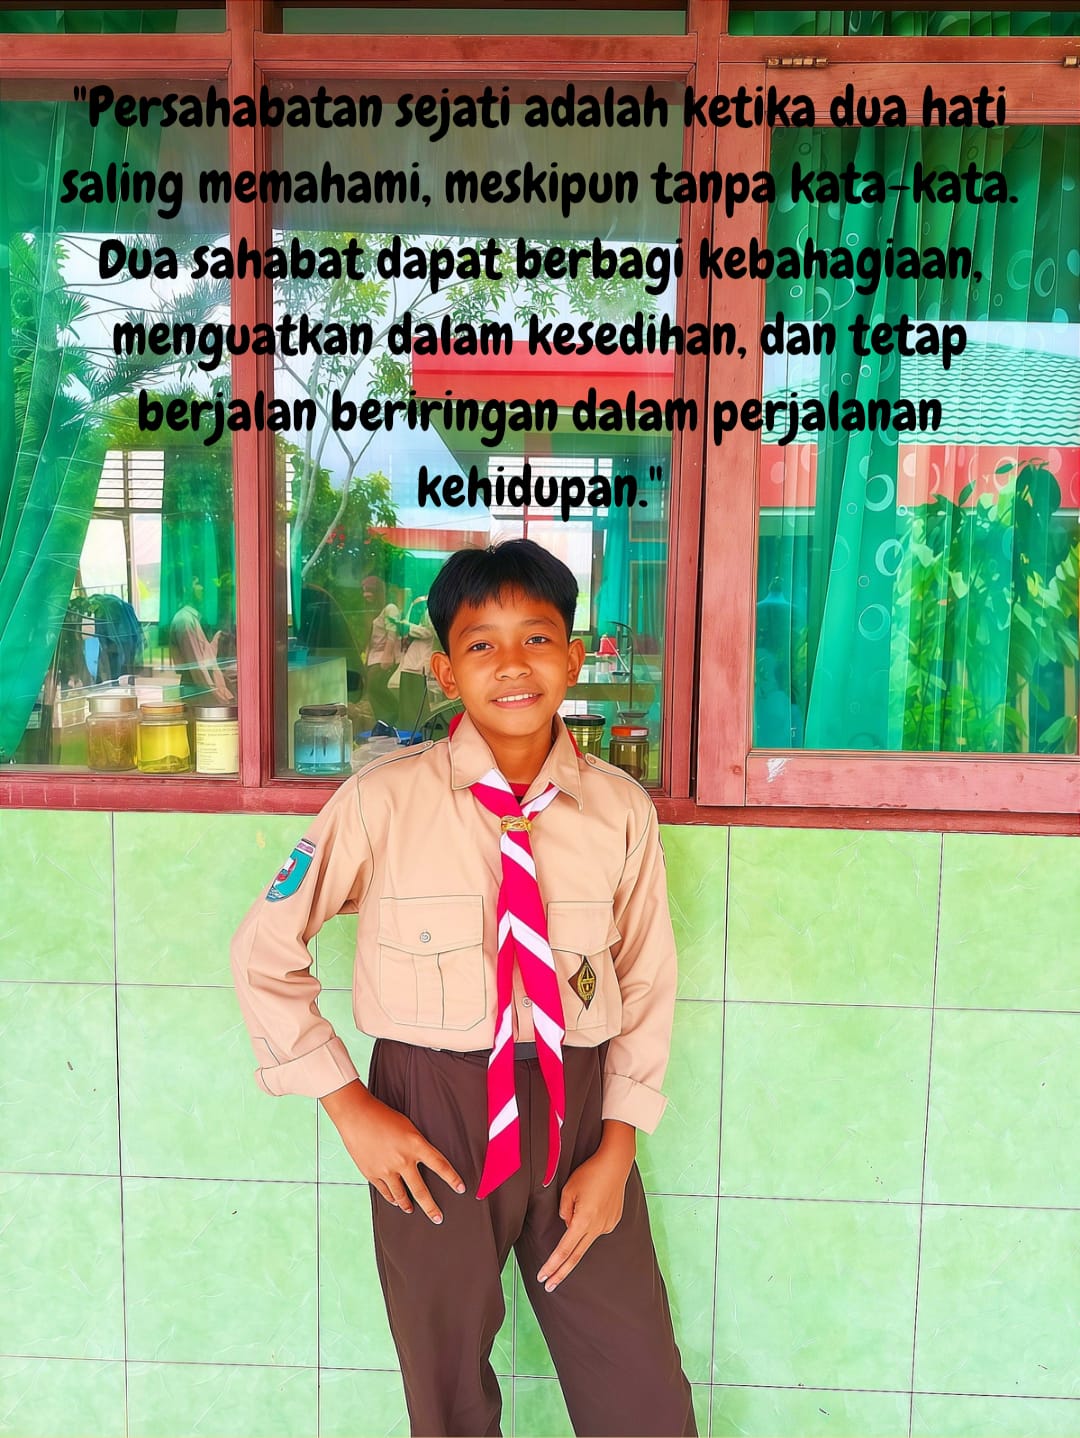 "Persahabatan sejati adalah ketika dua hati
saling memahami, meskipun tanpa kata-kata.
Dua sahabat dapat berbagi kebahagiaan,
menguatkan dalam kesedihan, dan tetap
berjalan beriringan dalam perjalanan
kehidupan."